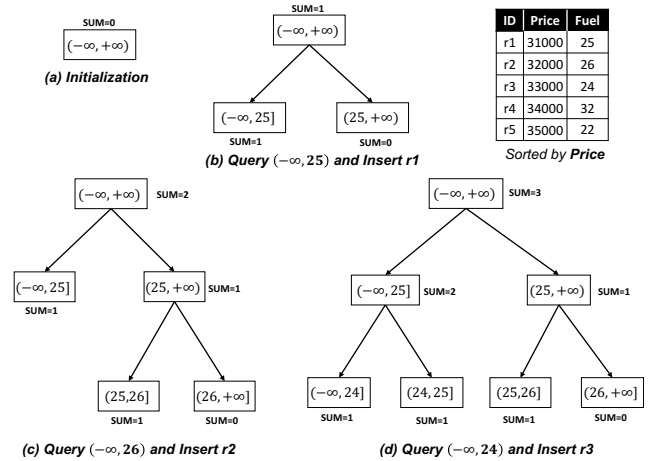 SUM=0
(−∞, +∞)
(a) Initialization
SUM=1
(−∞, +∞)
(−∞, 25]
(25, +∞)
SUM=1
SUM=0
(b) Query (−∞, 25) and Insert r1
ID Price Fuel
r1 31000 25
r2 32000 26
r3 33000 24
r4 34000 32
r5 35000 22
Sorted by Price
(−∞, +∞)
SUM=2
(−∞, 25]
(25, +∞)
SUM=1
SUM=1
(25,26]
(26, +∞]
SUM=1
SUM=0
(c) Query (−∞, 26) and Insert r2
(−∞, +∞)
SUM=3
(−∞, 25]
SUM=2
(25, +∞)
SUM=1
(−∞, 24]
(24, 25]
(25,26]
(26, +∞]
SUM=1
SUM=1
SUM=1
SUM=0
(d) Query (−∞, 24) and Insert r3